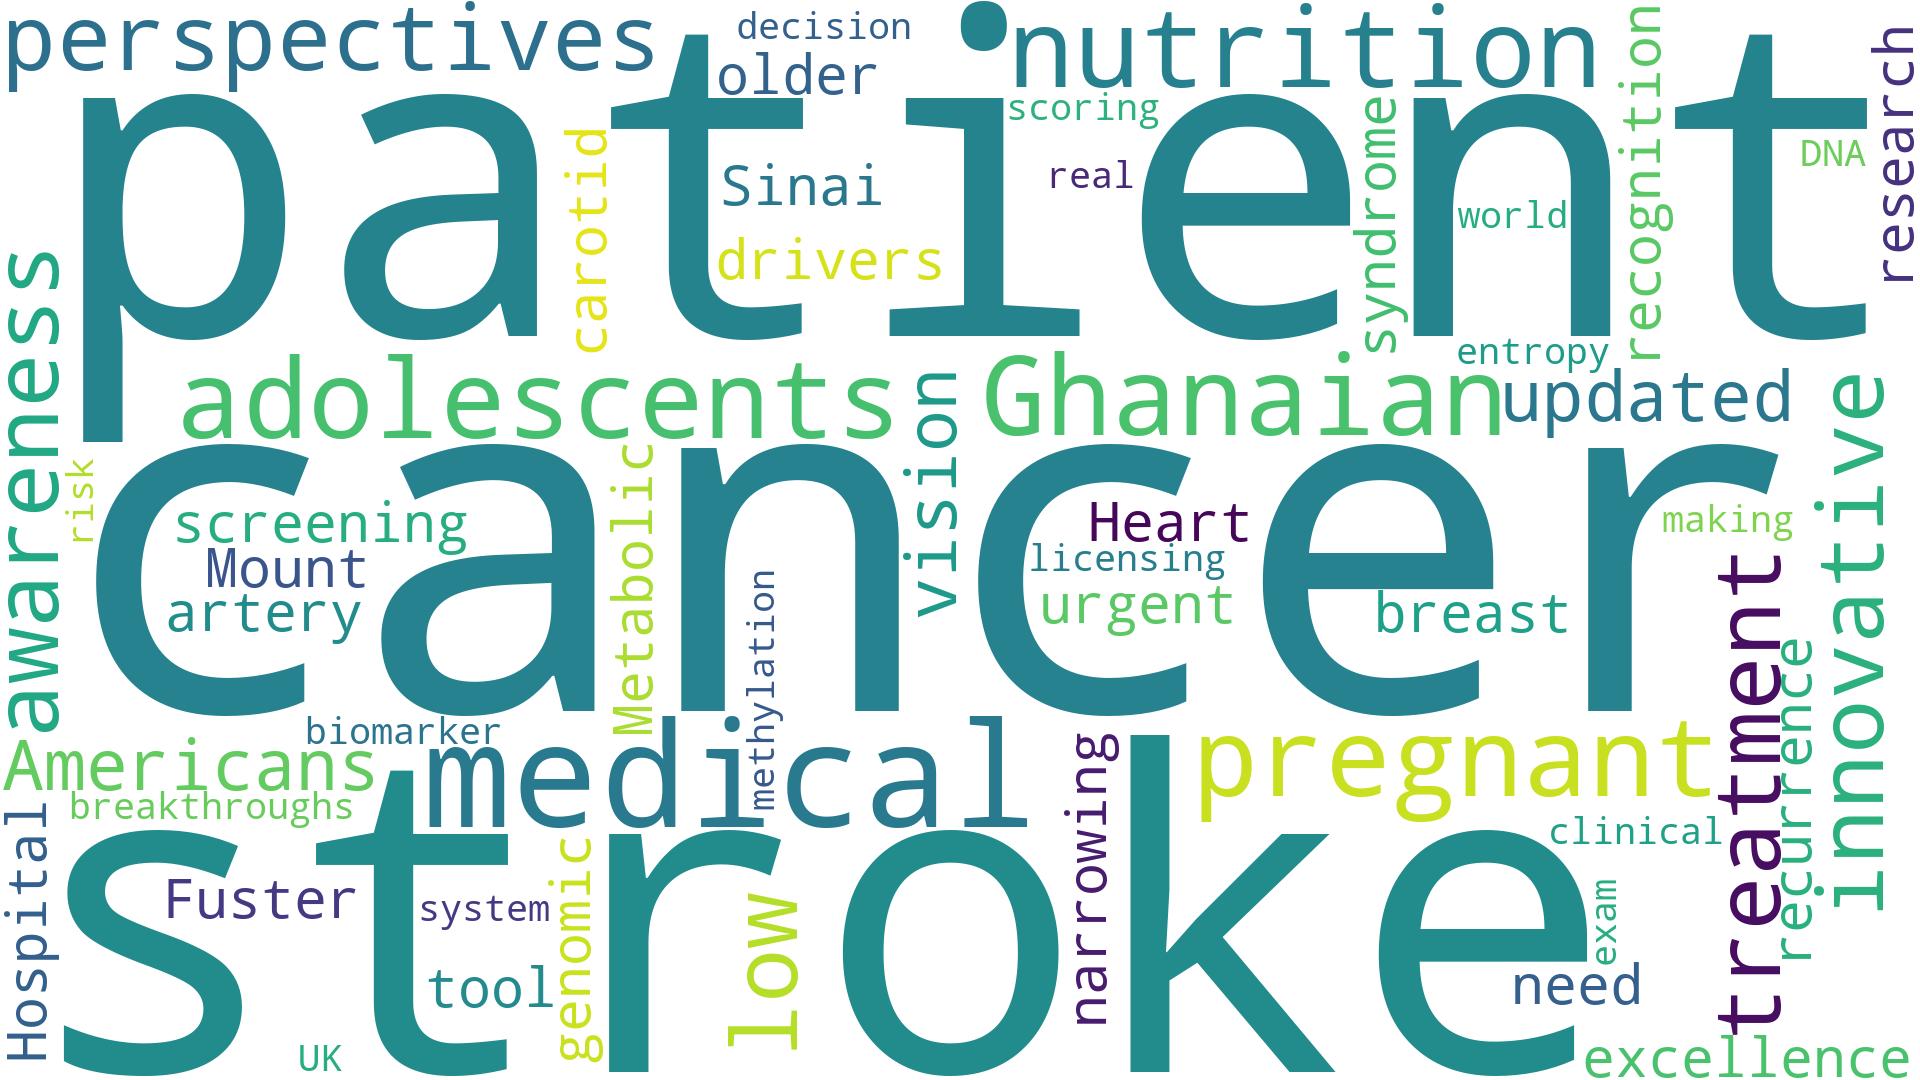 perspectives
decision
older
nutrition
recognition
research
patient
scoring
syndrome
DNA
carotid
Sinai
real
world
drivers
awareness
entropy
adolescents
vision
Ghanaian
updated
innovative
cancer
risk
screening
Mount
artery
Metabolic
methylation
Heart
licensing
urgent
breast
making
treatment
recurrence
biomarker
Americans
breakthroughs
medical
narrowing
pregnant
clinical
Hospital
stroke
Fuster
system
tool
genomic
low
exam
need
UK
excellence